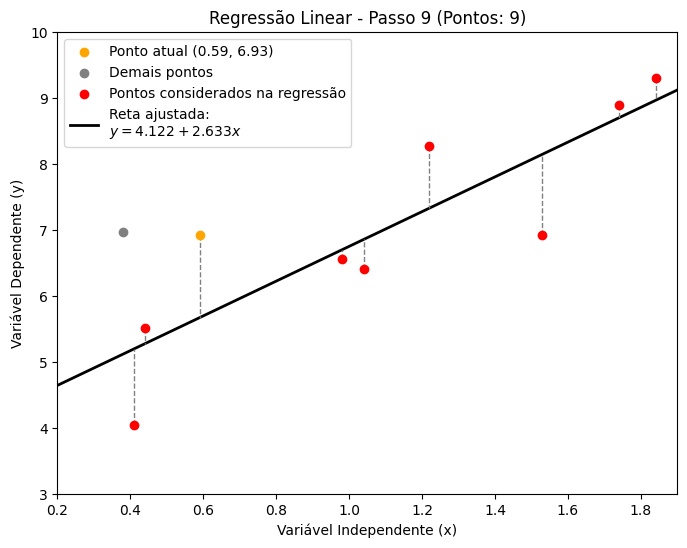 Regressão Linear - Passo 9 (Pontos: 9)
Ponto atual (0.59, 6.93)
Demais pontos
Pontos considerados na regressão
Reta ajustada:
y = 4.122 + 2.633x
Variável Dependente (y)
10
9
8
7
6
5
4
3
0.2 0.4 0.6 0.8 1.0 1.2 1.4 1.6 1.8
Variável Independente (x)